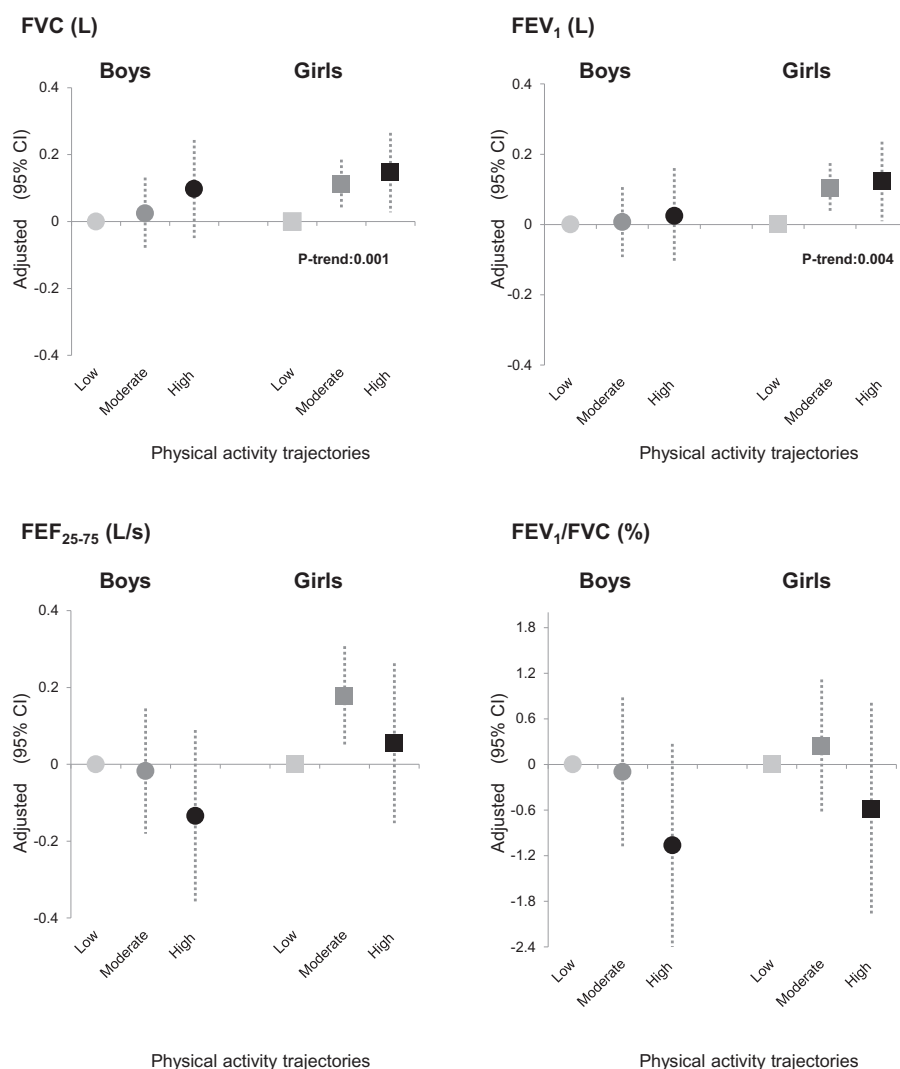 FVC (L)
Boys Girls
Adjusted (95% CI)
0.4
0.2
0
-0.2
-0.4
P-trend:0.001
Low Moderate High Low Moderate High
Physical activity trajectories
FEV₁ (L)
Boys Girls
Adjusted (95% CI)
0.4
0.2
0
-0.2
-0.4
P-trend:0.004
Low Moderate High Low Moderate High
Physical activity trajectories
FEF₂₅₋₇₅ (L/s)
Boys Girls
Adjusted (95% CI)
0.4
0.2
0
-0.2
-0.4
Low Moderate High Low Moderate High
Physical activity trajectories
FEV₁/FVC (%)
Boys Girls
Adjusted (95% CI)
1.8
1.2
0.6
0
-0.6
-1.2
-1.8
-2.4
Low Moderate High Low Moderate High
Physical activity trajectories